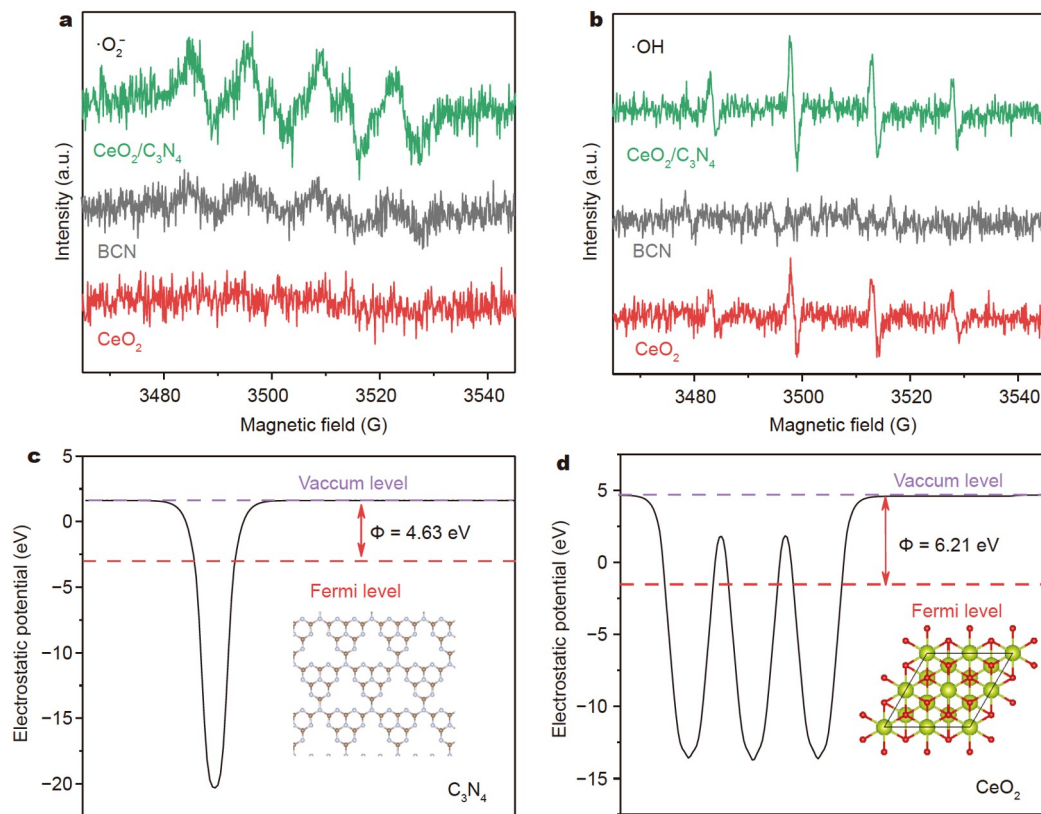 a
·O₂⁻
CeO₂/C₃N₄
BCN
CeO₂
Intensity (a.u.)
3480 3500 3520 3540
Magnetic field (G)
b
·OH
CeO₂/C₃N₄
BCN
CeO₂
Intensity (a.u.)
3480 3500 3520 3540
Magnetic field (G)
c
5
0
−5
−10
−15
−20
Electrostatic potential (eV)
Vaccum level
Φ = 4.63 eV
Fermi level
C₃N₄
d
5
0
−5
−10
−15
Electrostatic potential (eV)
Vaccum level
Φ = 6.21 eV
Fermi level
CeO₂